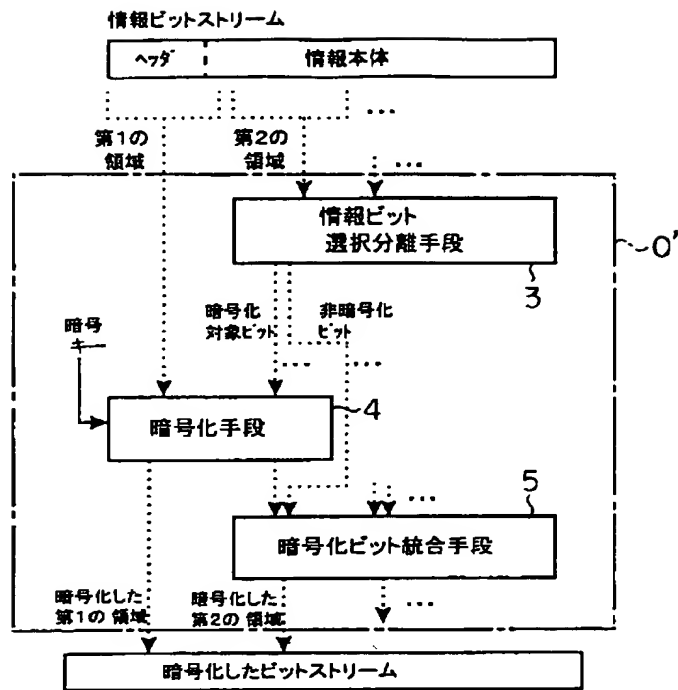 情報ビットストリーム
ヘッダ
情報本体
...
第1の
領域
第2の
領域
...
情報ビット
選択分離手段
O'
3
暗号
キー
暗号化
対象ビット
非暗号化
ビット
...
...
暗号化手段
4
...
5
暗号化ビット統合手段
暗号化した
第1の 領域
暗号化した
第2の 領域
...
暗号化したビットストリーム